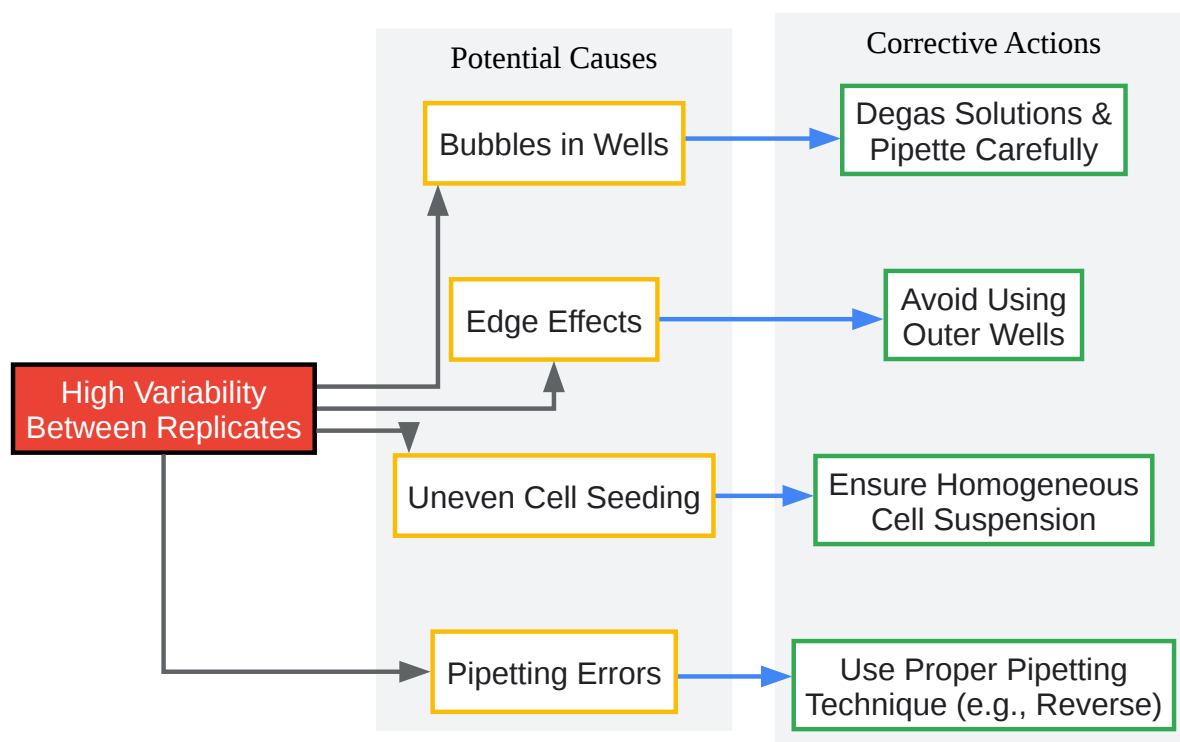 Potential Causes
Corrective Actions
Bubbles in Wells
Degas Solutions &
Pipette Carefully
Edge Effects
Avoid Using
Outer Wells
High Variability
Between Replicates
Uneven Cell Seeding
Ensure Homogeneous
Cell Suspension
Pipetting Errors
Use Proper Pipetting
Technique (e.g., Reverse)